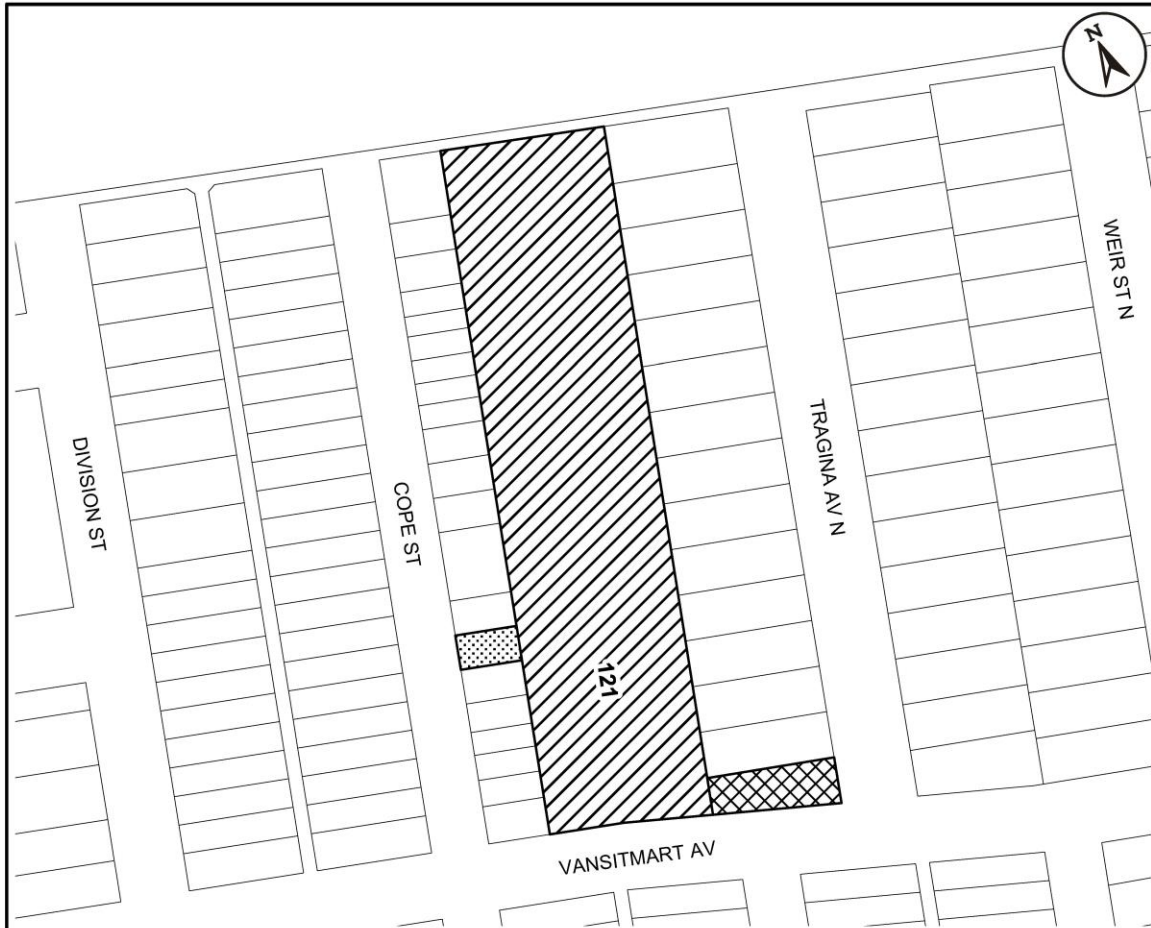 N
WEIR ST N
TRAGINA AV N
DIVISION ST
COPE ST
121
VANSITMART AV